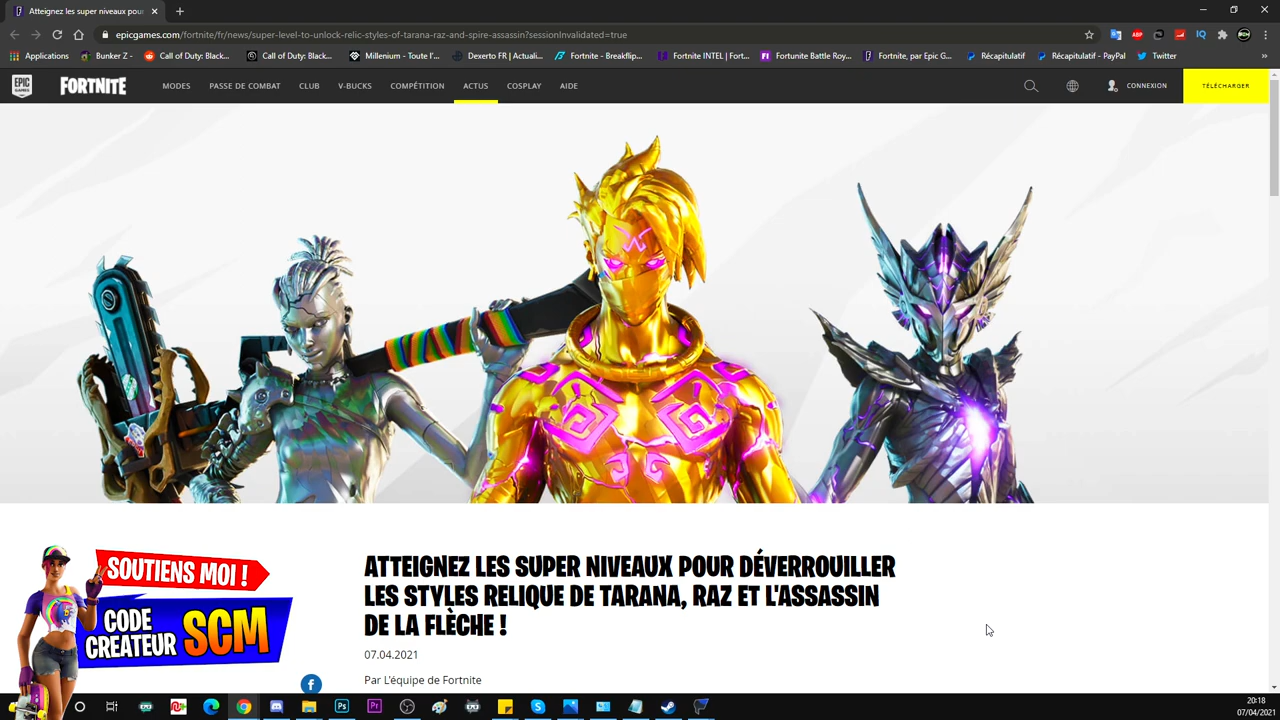 Atteignez les super niveaux pou
epicgames.com/fortnite/fr/news/super-level-to-unlock-relic-styles-of-tarana-raz-and-spire-assassin?sessionInvalidated=true
Applications
Bunker Z -
Call of Duty: Black...
Call of Duty: Black...
Millenium - Toute l'i...
Dexerto FR | Actuali...
Fortnite - Breakflip...
Fortnite INTEL | Fort...
Fortuite Battle Roy...
Fortnite, par Epic G...
Récapitulatif
Récapitulatif - PayPal
Twitter
EPIC GAMES
FORTNITE
MODES
PASSE DE COMBAT
CLUB
V-BUCKS
COMPÉTITION
ACTUS
COSPLAY
AIDE
CONNEXION
TÉLÉCHARGER
SOUTIENS MOI !
CODE
CREATEUR SCM
ATTEIGNEZ LES SUPER NIVEAUX POUR DÉVERROUILLER
LES STYLES RELIQUE DE TARANA, RAZ ET L'ASSASSIN
DE LA FLÈCHE !
07.04.2021
Par L'équipe de Fortnite
20:18
07/04/2021